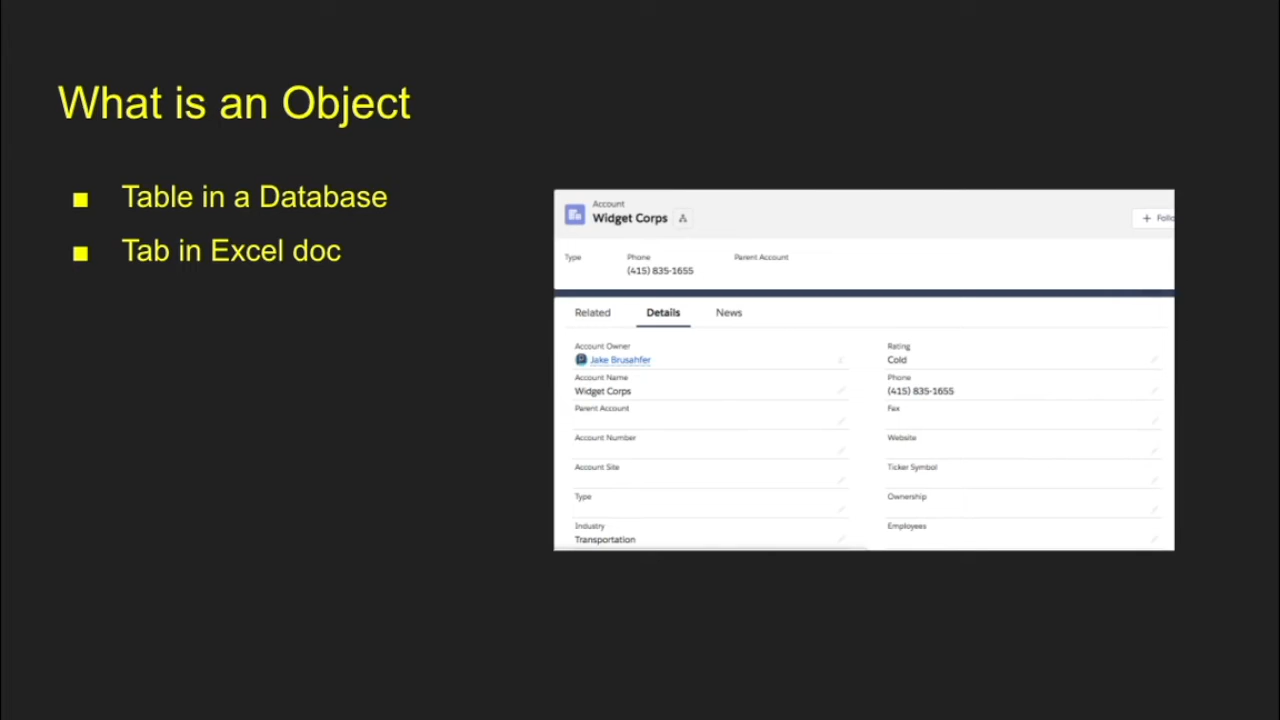 What is an Object
■ Table in a Database
■ Tab in Excel doc
Account
Widget Corps
+ Follo
Type Phone Parent Account
(415) 835-1655
Related Details News
Account Owner Rating
Jake Brusahfer Cold
Account Name Phone
Widget Corps (415) 835-1655
Parent Account Fax
Account Number Website
Account Site Ticker Symbol
Type Ownership
Industry Employees
Transportation